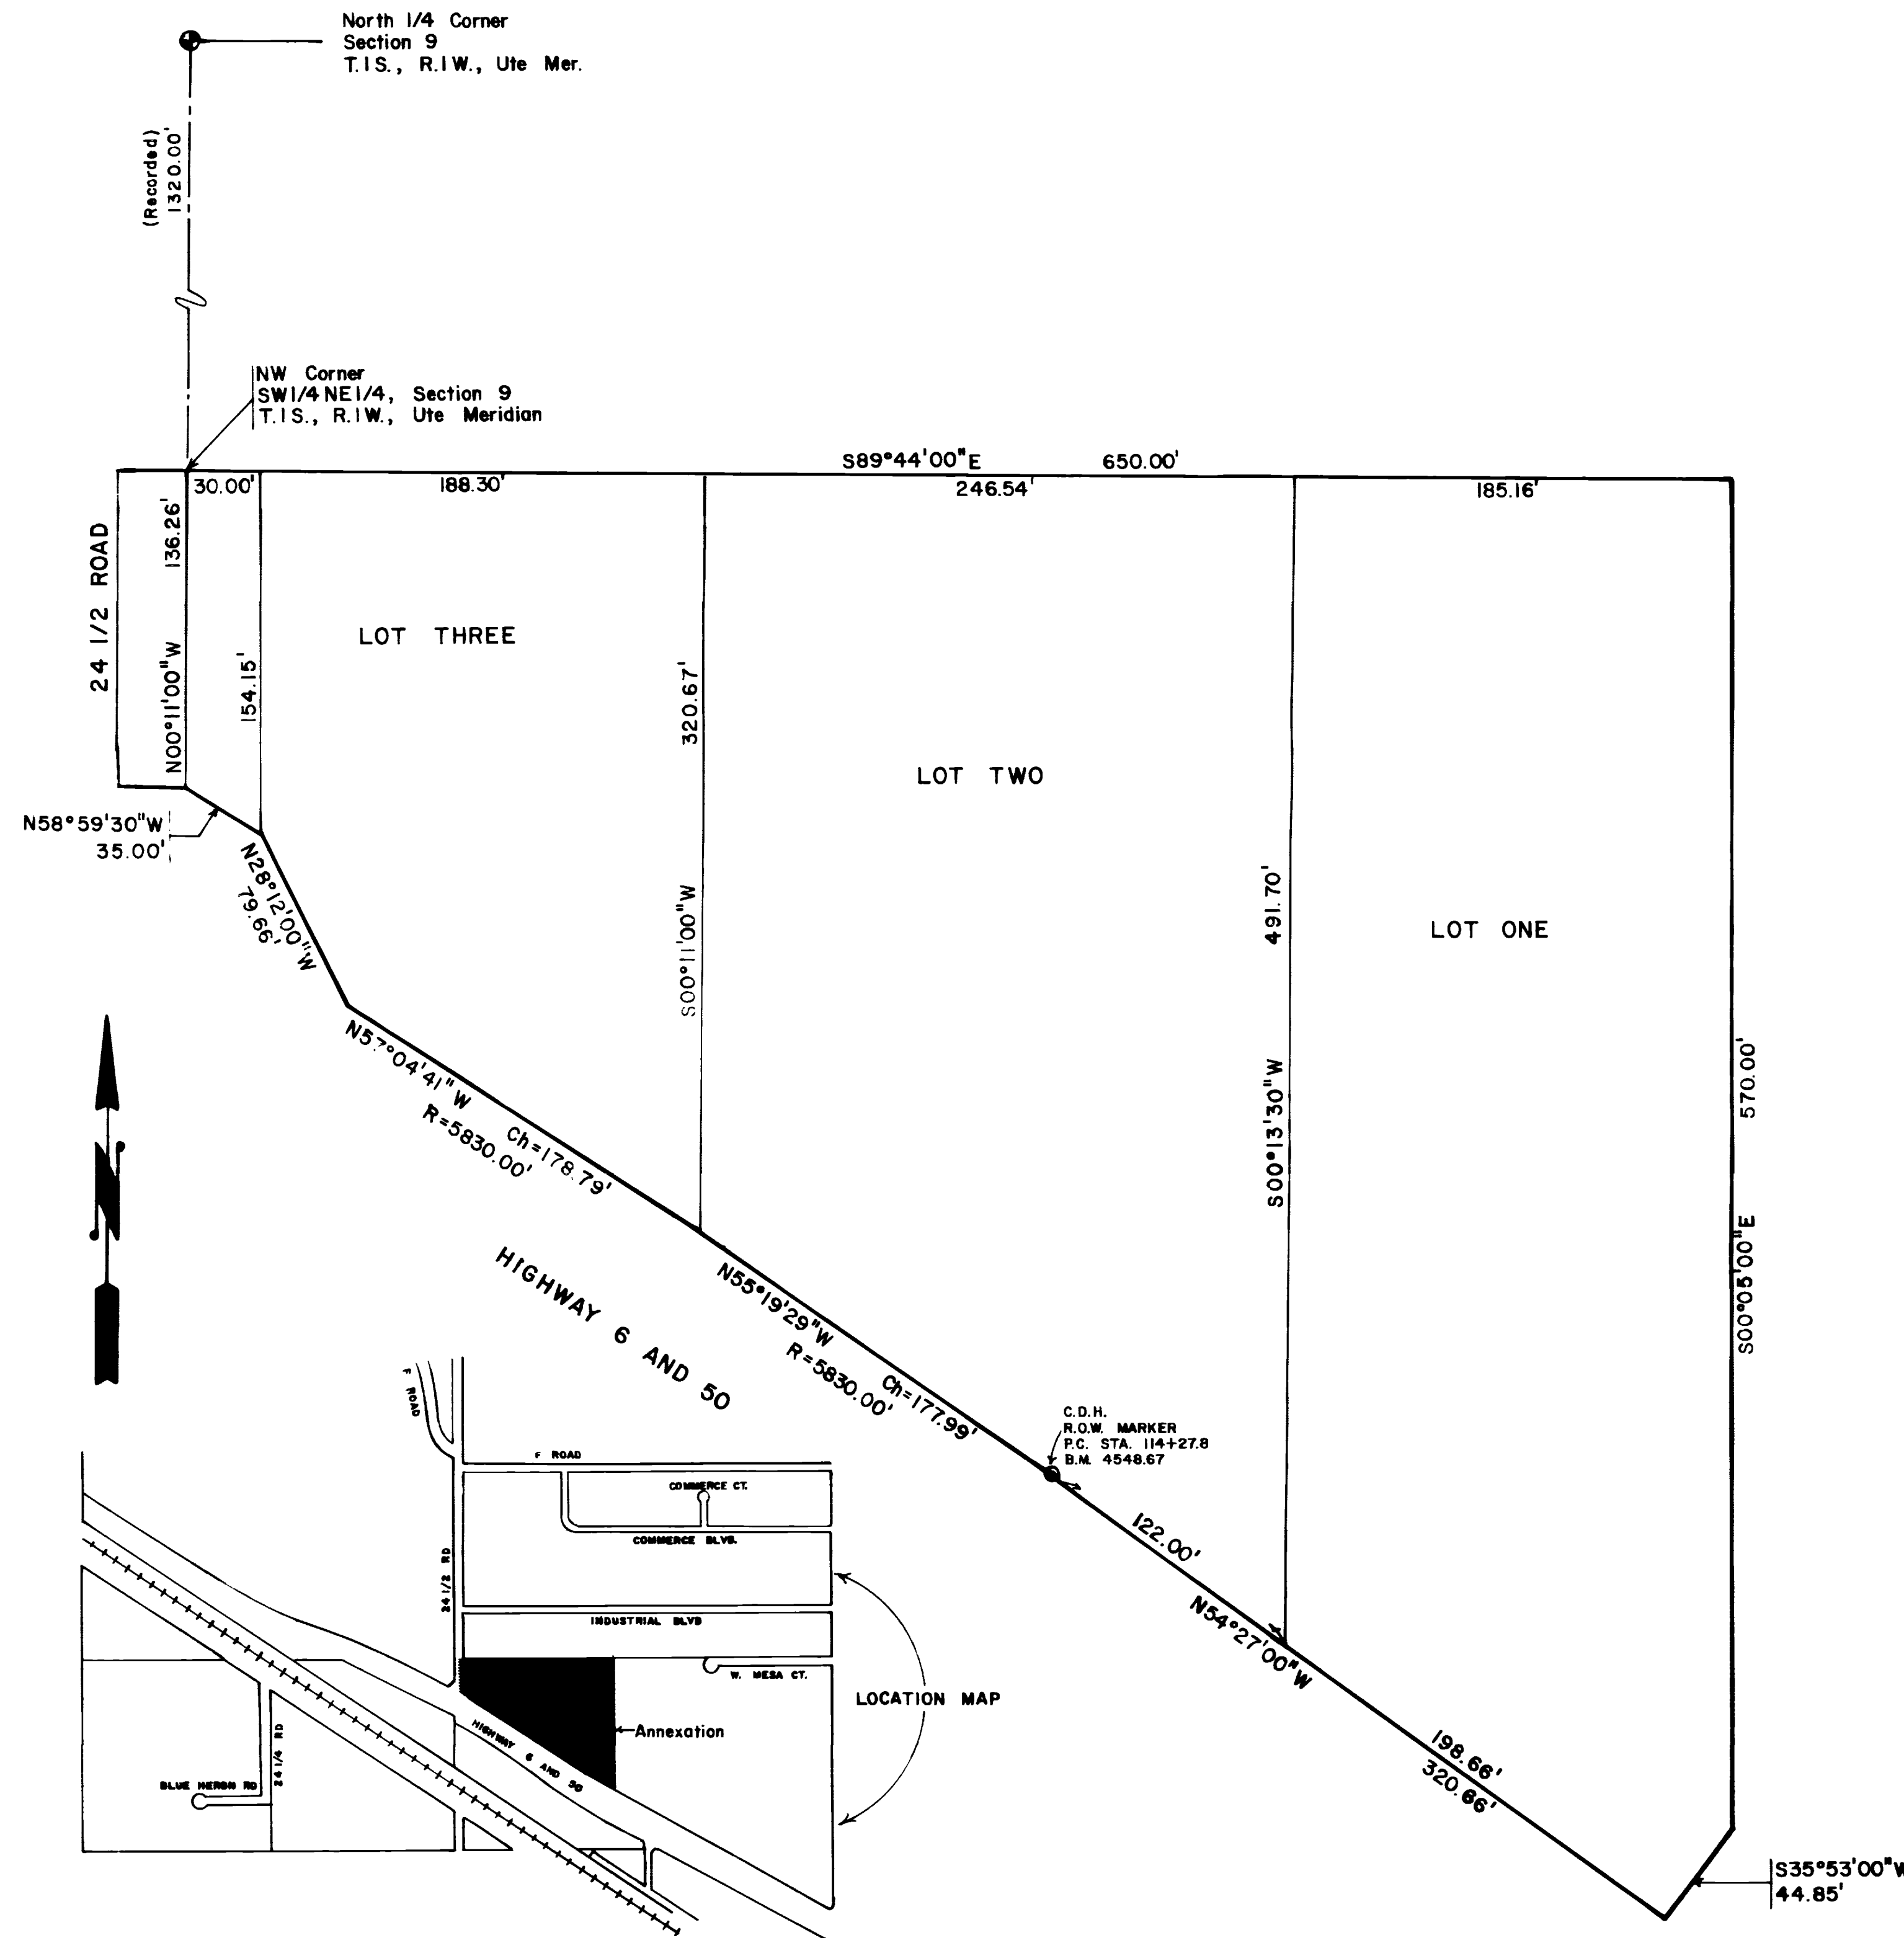 North 1/4 Corner
Section 9
T.1S., R.1W., Ute Mer.
(Recorded)
1320.00'
NW Corner
SW1/4NE1/4, Section 9
T.1S., R.1W., Ute Meridian
S89°44'00"E 650.00'
30.00' 188.30' 246.54' 185.16'
24 1/2 ROAD
N00°11'00"W 136.26'
154.15'
LOT THREE
S00°11'00"W 320.67'
LOT TWO
S00°13'30"W 491.70'
LOT ONE
S00°05'00"E 570.00'
N58°59'30"W
35.00'
N28°12'00"W
79.66'
N57°04'41"W
R=5830.00' Ch=178.79'
HIGHWAY 6 AND 50
N55°19'29"W
R=5830.00' Ch=177.99'
C.D.H.
R.O.W. MARKER
P.C. STA. 114+27.8
B.M. 4548.67
122.00'
N54°27'00"W
198.66'
320.66'
S35°53'00"W
44.85'
F ROAD
F ROAD
COMMERCE CT.
COMMERCE BLVD.
24 1/2 RD
INDUSTRIAL BLVD
W. MESA CT.
LOCATION MAP
Annexation
HIGHWAY 6 AND 50
24 1/4 RD
BLUE HERON RD